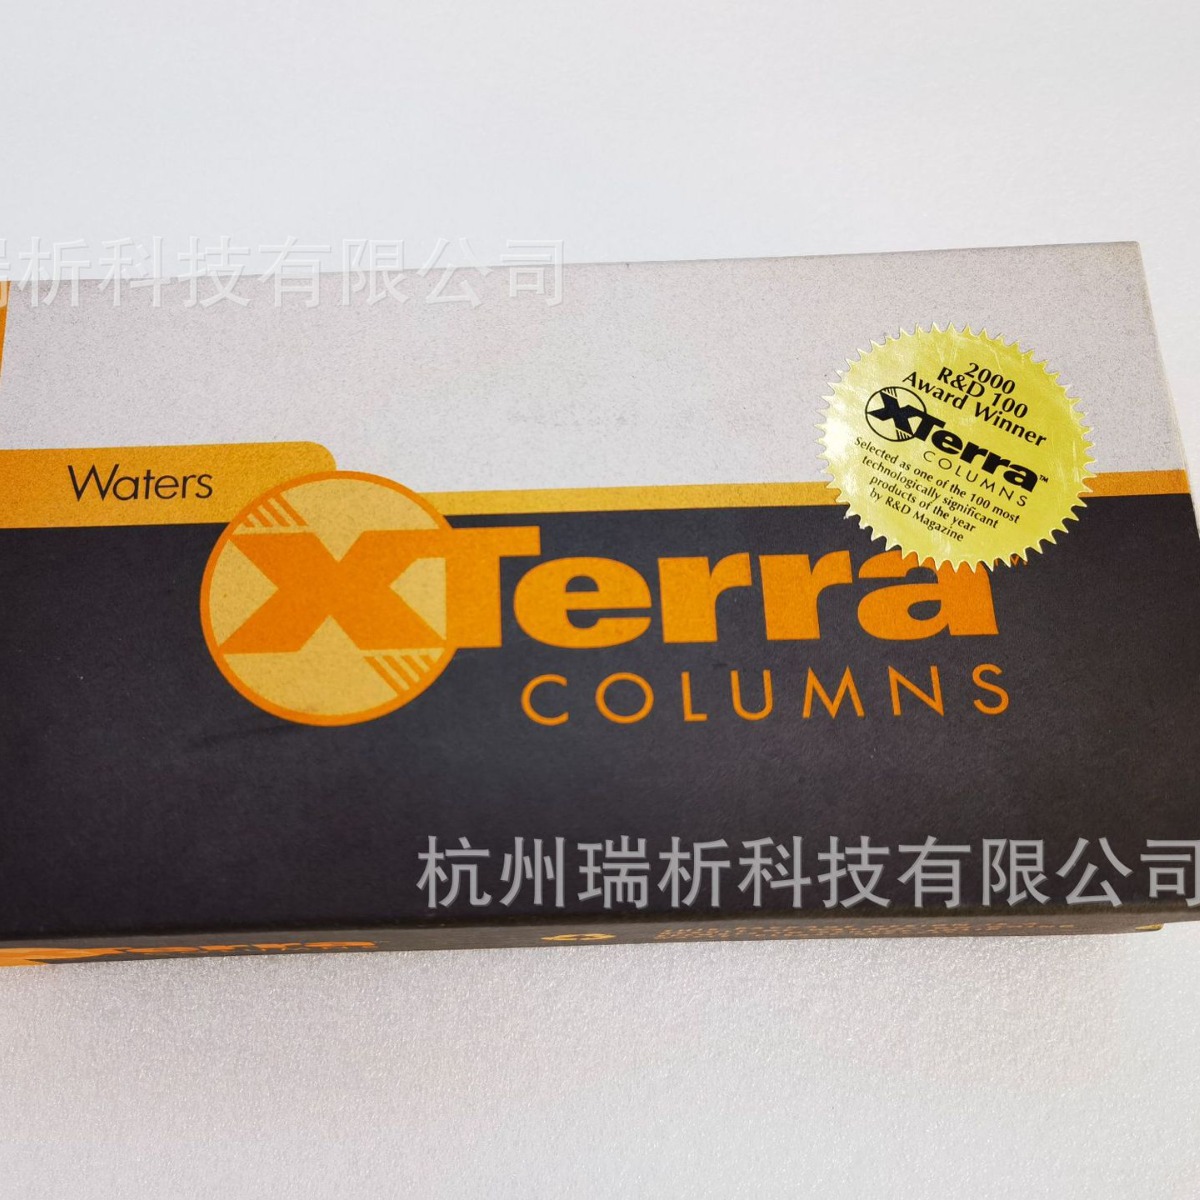 瑞析科技有限公司
Waters
XTerra
COLUMNS
2000
R&D 100
Award Winner
XTerra™
COLUMNS
Selected as one of the 100 most
technologically significant
products of the year
by R&D Magazine
杭州瑞析科技有限公司
XTerra